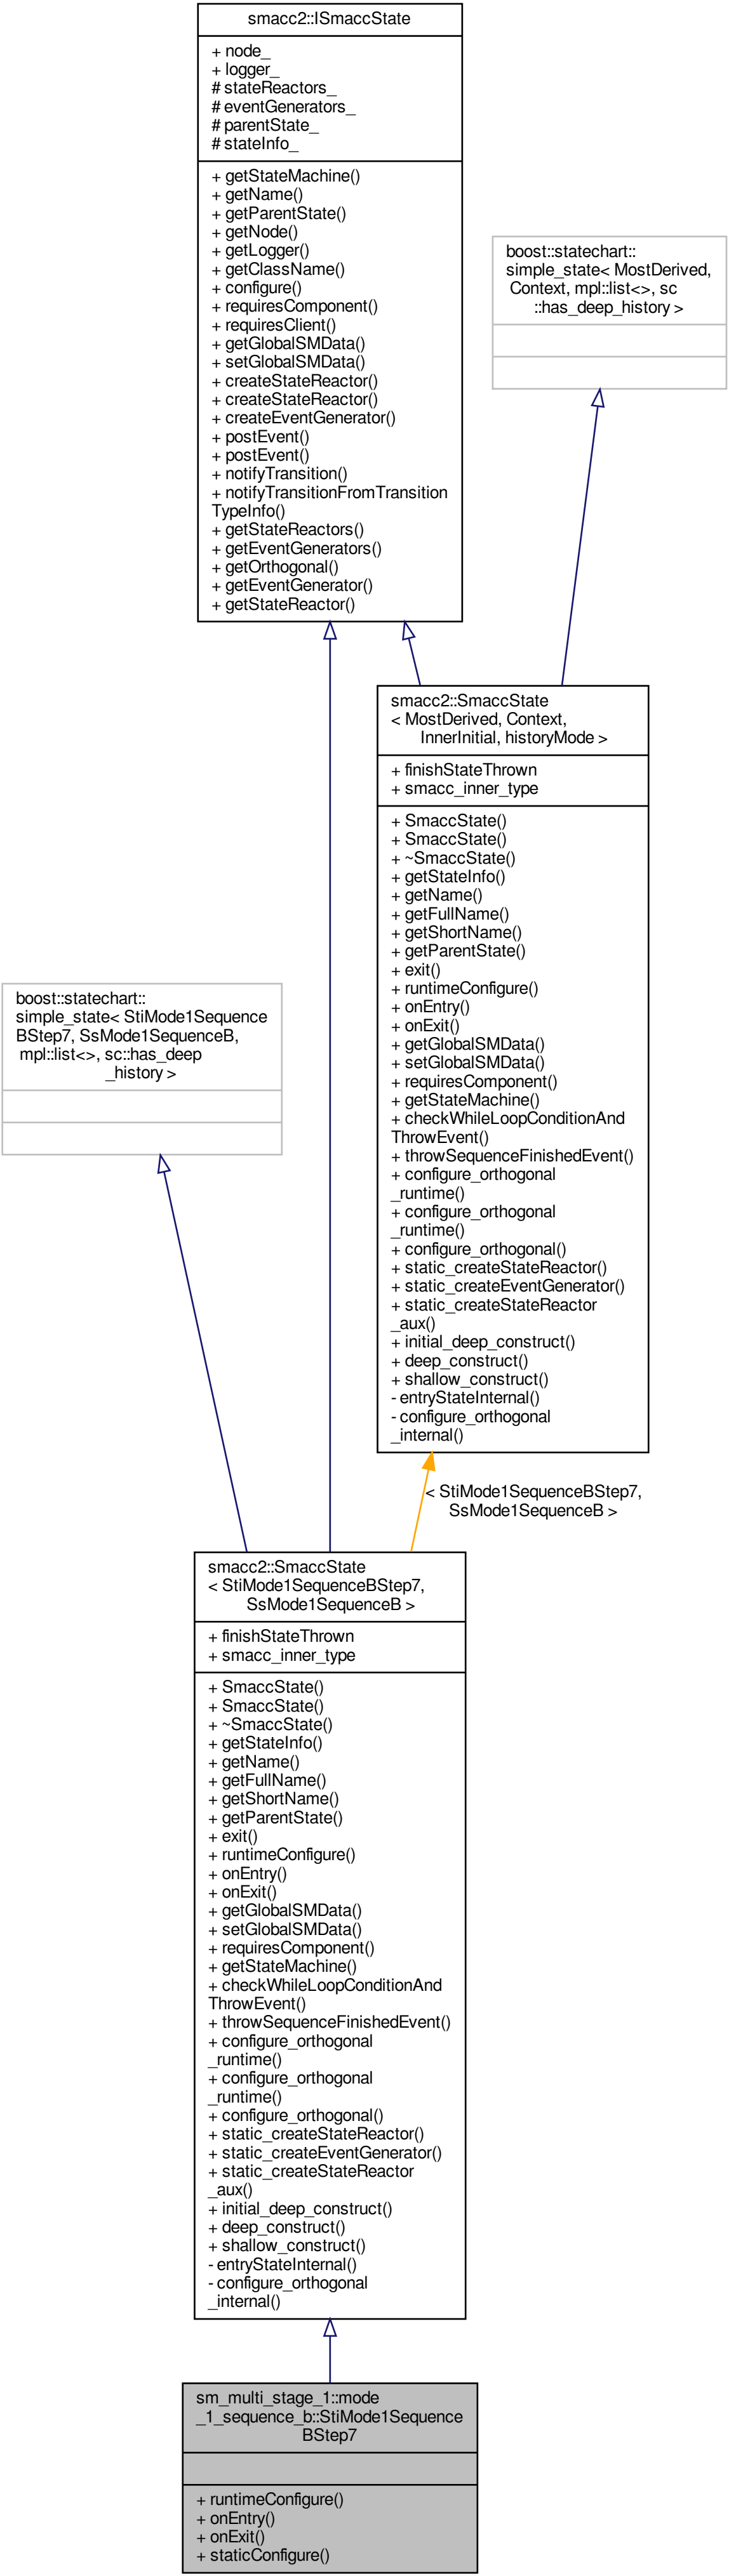 smacc2::ISmaccState
+ node_
+ logger_
# stateReactors_
# eventGenerators_
# parentState_
# stateInfo_
+ getStateMachine()
+ getName()
+ getParentState()
+ getNode()
+ getLogger()
+ getClassName()
+ configure()
+ requiresComponent()
+ requiresClient()
+ getGlobalSMData()
+ setGlobalSMData()
+ createStateReactor()
+ createStateReactor()
+ createEventGenerator()
+ postEvent()
+ postEvent()
+ notifyTransition()
+ notifyTransitionFromTransition
TypeInfo()
+ getStateReactors()
+ getEventGenerators()
+ getOrthogonal()
+ getEventGenerator()
+ getStateReactor()
boost::statechart::
simple_state< MostDerived,
Context, mpl::list<>, sc
::has_deep_history >
smacc2::SmaccState
< MostDerived, Context,
InnerInitial, historyMode >
+ finishStateThrown
+ smacc_inner_type
+ SmaccState()
+ SmaccState()
+ ~SmaccState()
+ getStateInfo()
+ getName()
+ getFullName()
+ getShortName()
+ getParentState()
+ exit()
+ runtimeConfigure()
+ onEntry()
+ onExit()
+ getGlobalSMData()
+ setGlobalSMData()
+ requiresComponent()
+ getStateMachine()
+ checkWhileLoopConditionAnd
ThrowEvent()
+ throwSequenceFinishedEvent()
+ configure_orthogonal
_runtime()
+ configure_orthogonal
_runtime()
+ configure_orthogonal()
+ static_createStateReactor()
+ static_createEventGenerator()
+ static_createStateReactor
_aux()
+ initial_deep_construct()
+ deep_construct()
+ shallow_construct()
- entryStateInternal()
- configure_orthogonal
_internal()
boost::statechart::
simple_state< StiMode1Sequence
BStep7, SsMode1SequenceB,
mpl::list<>, sc::has_deep
_history >
< StiMode1SequenceBStep7,
SsMode1SequenceB >
smacc2::SmaccState
< StiMode1SequenceBStep7,
SsMode1SequenceB >
+ finishStateThrown
+ smacc_inner_type
+ SmaccState()
+ SmaccState()
+ ~SmaccState()
+ getStateInfo()
+ getName()
+ getFullName()
+ getShortName()
+ getParentState()
+ exit()
+ runtimeConfigure()
+ onEntry()
+ onExit()
+ getGlobalSMData()
+ setGlobalSMData()
+ requiresComponent()
+ getStateMachine()
+ checkWhileLoopConditionAnd
ThrowEvent()
+ throwSequenceFinishedEvent()
+ configure_orthogonal
_runtime()
+ configure_orthogonal
_runtime()
+ configure_orthogonal()
+ static_createStateReactor()
+ static_createEventGenerator()
+ static_createStateReactor
_aux()
+ initial_deep_construct()
+ deep_construct()
+ shallow_construct()
- entryStateInternal()
- configure_orthogonal
_internal()
sm_multi_stage_1::mode
_1_sequence_b::StiMode1Sequence
BStep7
+ runtimeConfigure()
+ onEntry()
+ onExit()
+ staticConfigure()